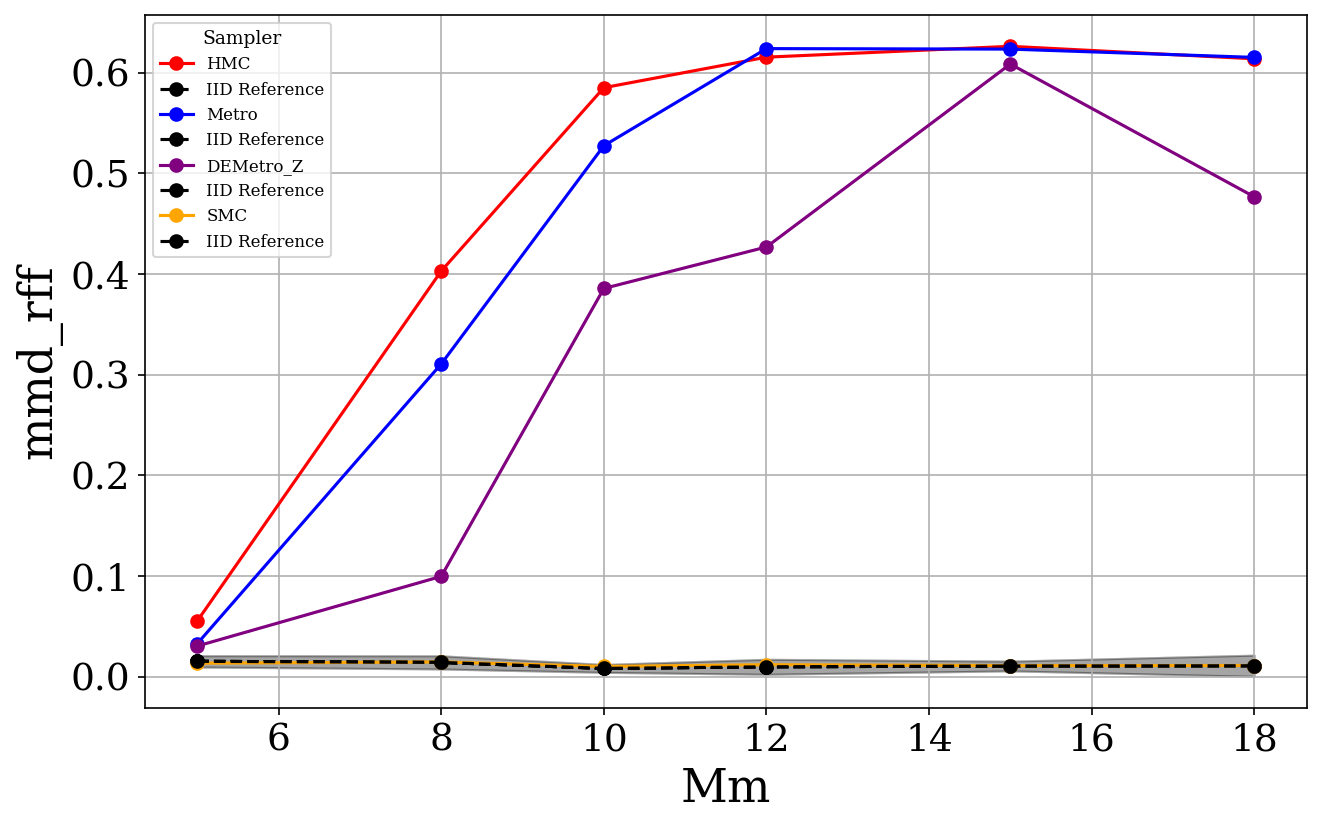 Sampler
HMC
IID Reference
Metro
IID Reference
DEMetro_Z
IID Reference
SMC
IID Reference
mmd_rff
0.6
0.5
0.4
0.3
0.2
0.1
0.0
6 8 10 12 14 16 18
Mm